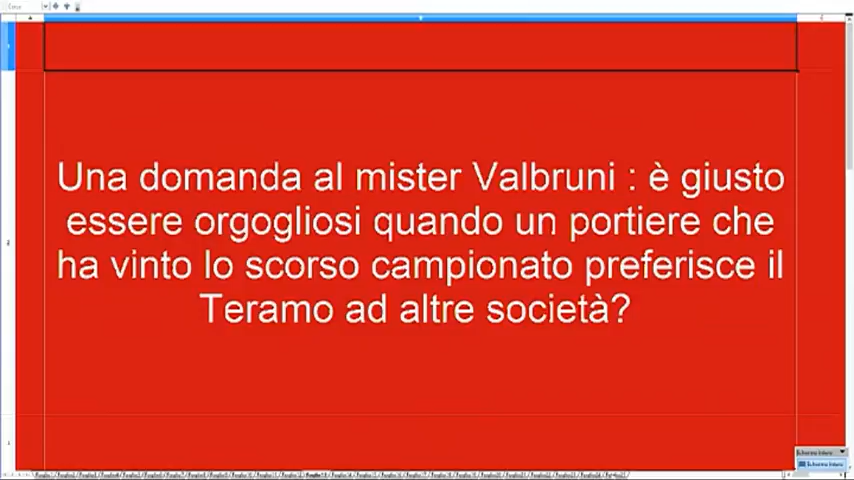 Una domanda al mister Valbruni : è giusto
essere orgogliosi quando un portiere che
ha vinto lo scorso campionato preferisce il
Teramo ad altre società?